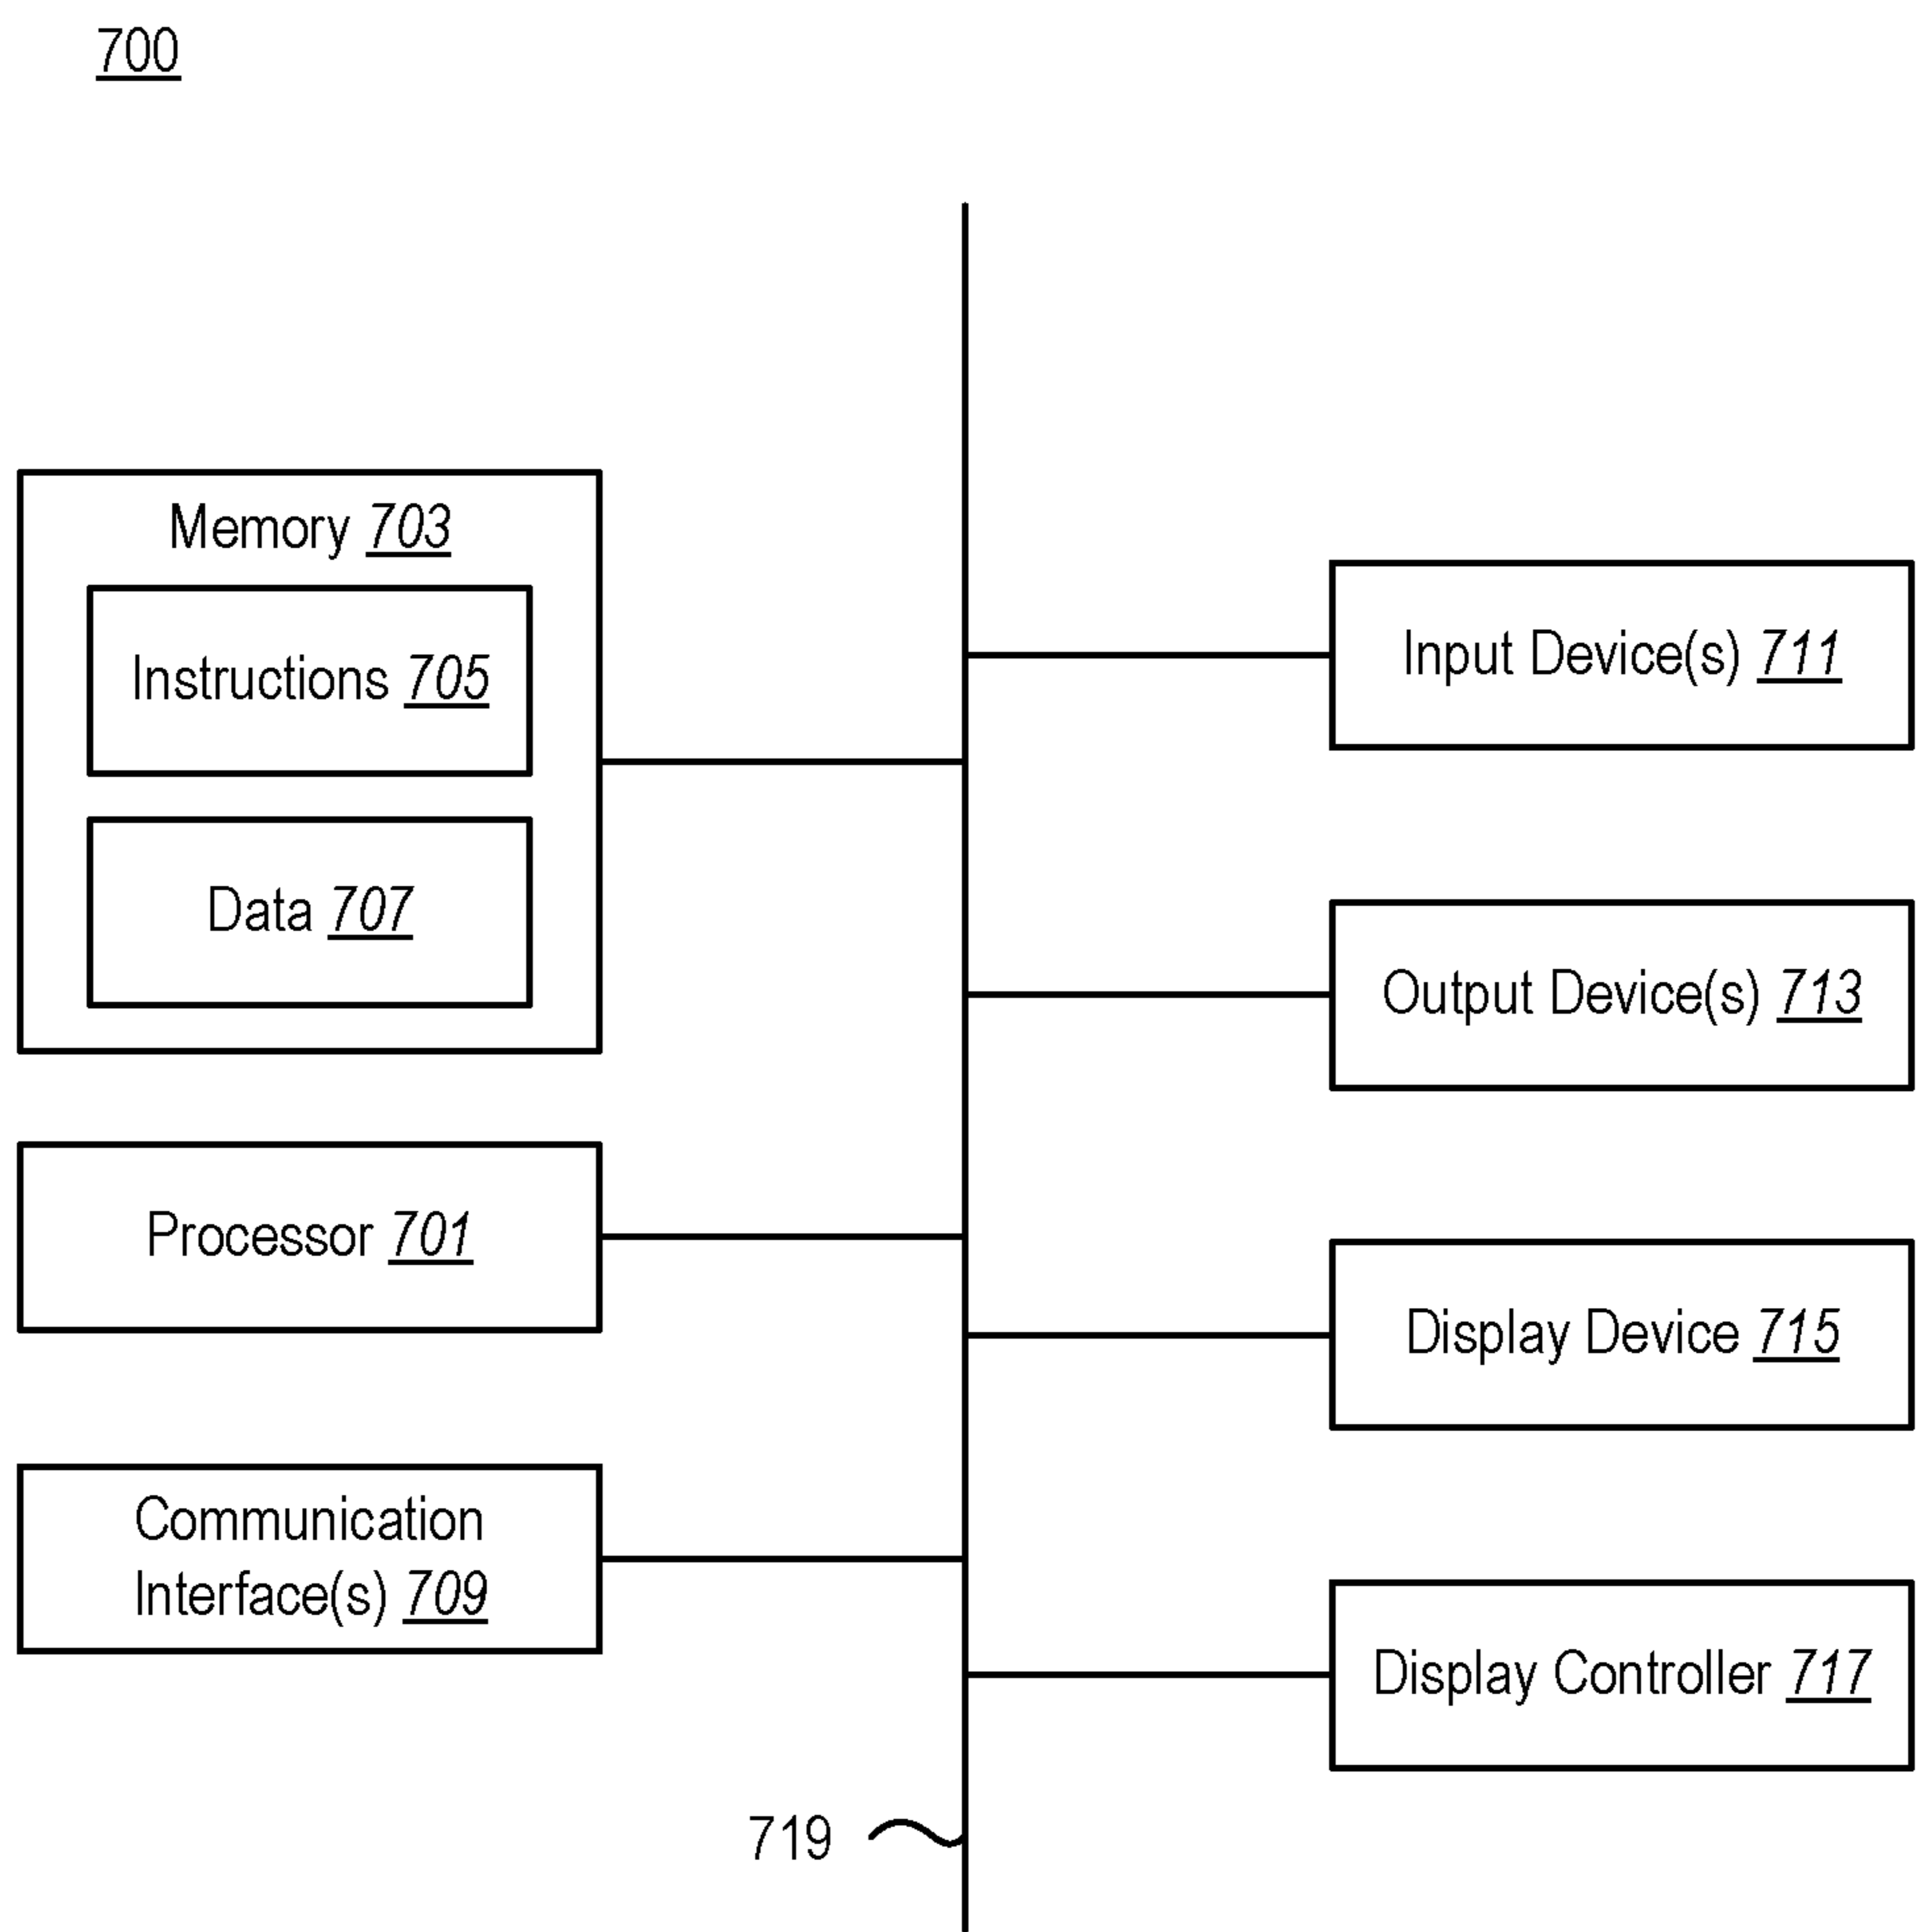 700
Memory 703
Instructions 705
Data 707
Processor 701
Communication
Interface(s) 709
Input Device(s) 711
Output Device(s) 713
Display Device 715
Display Controller 717
719